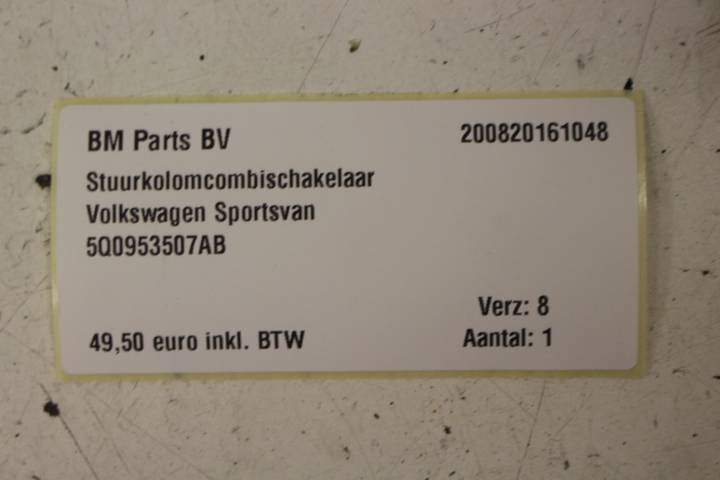 BM Parts BV 200820161048
Stuurkolomcombischakelaar
Volkswagen Sportsvan
5Q0953507AB
Verz: 8
49,50 euro inkl. BTW Aantal: 1